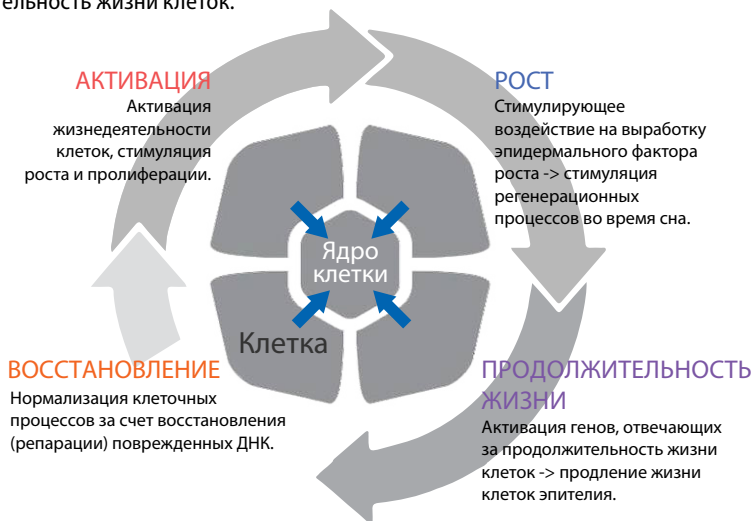 ельность жизни клеток.
АКТИВАЦИЯ
Активация
жизнедеятельности
клеток, стимуляция
роста и пролиферации.
РОСТ
Стимулирующее
воздействие на выработку
эпидермального фактора
роста -> стимуляция
регенерационных
процессов во время сна.
Ядро
клетки
Клетка
ВОССТАНОВЛЕНИЕ
Нормализация клеточных
процессов за счет восстановления
(репарации) поврежденных ДНК.
ПРОДОЛЖИТЕЛЬНОСТЬ
ЖИЗНИ
Активация генов, отвечающих
за продолжительность жизни
клеток -> продление жизни
клеток эпителия.